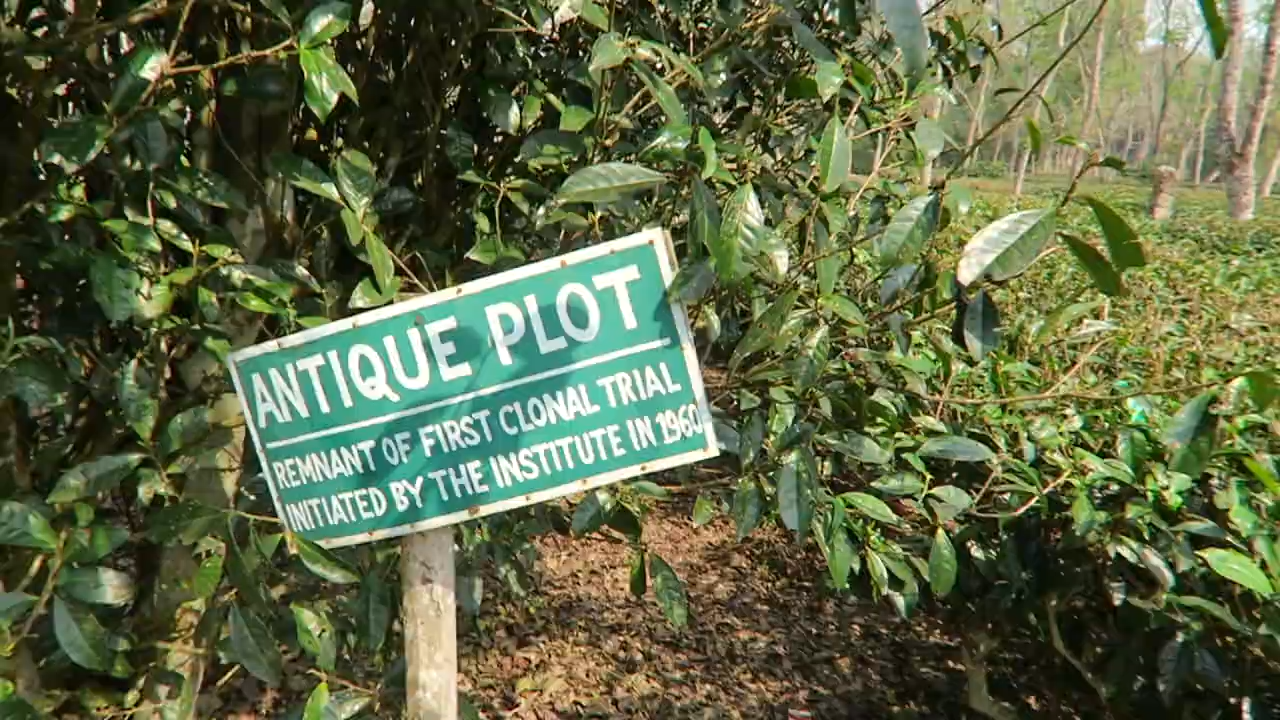 ANTIQUE PLOT
REMNANT OF FIRST CLONAL TRIAL
INITIATED BY THE INSTITUTE IN 1960